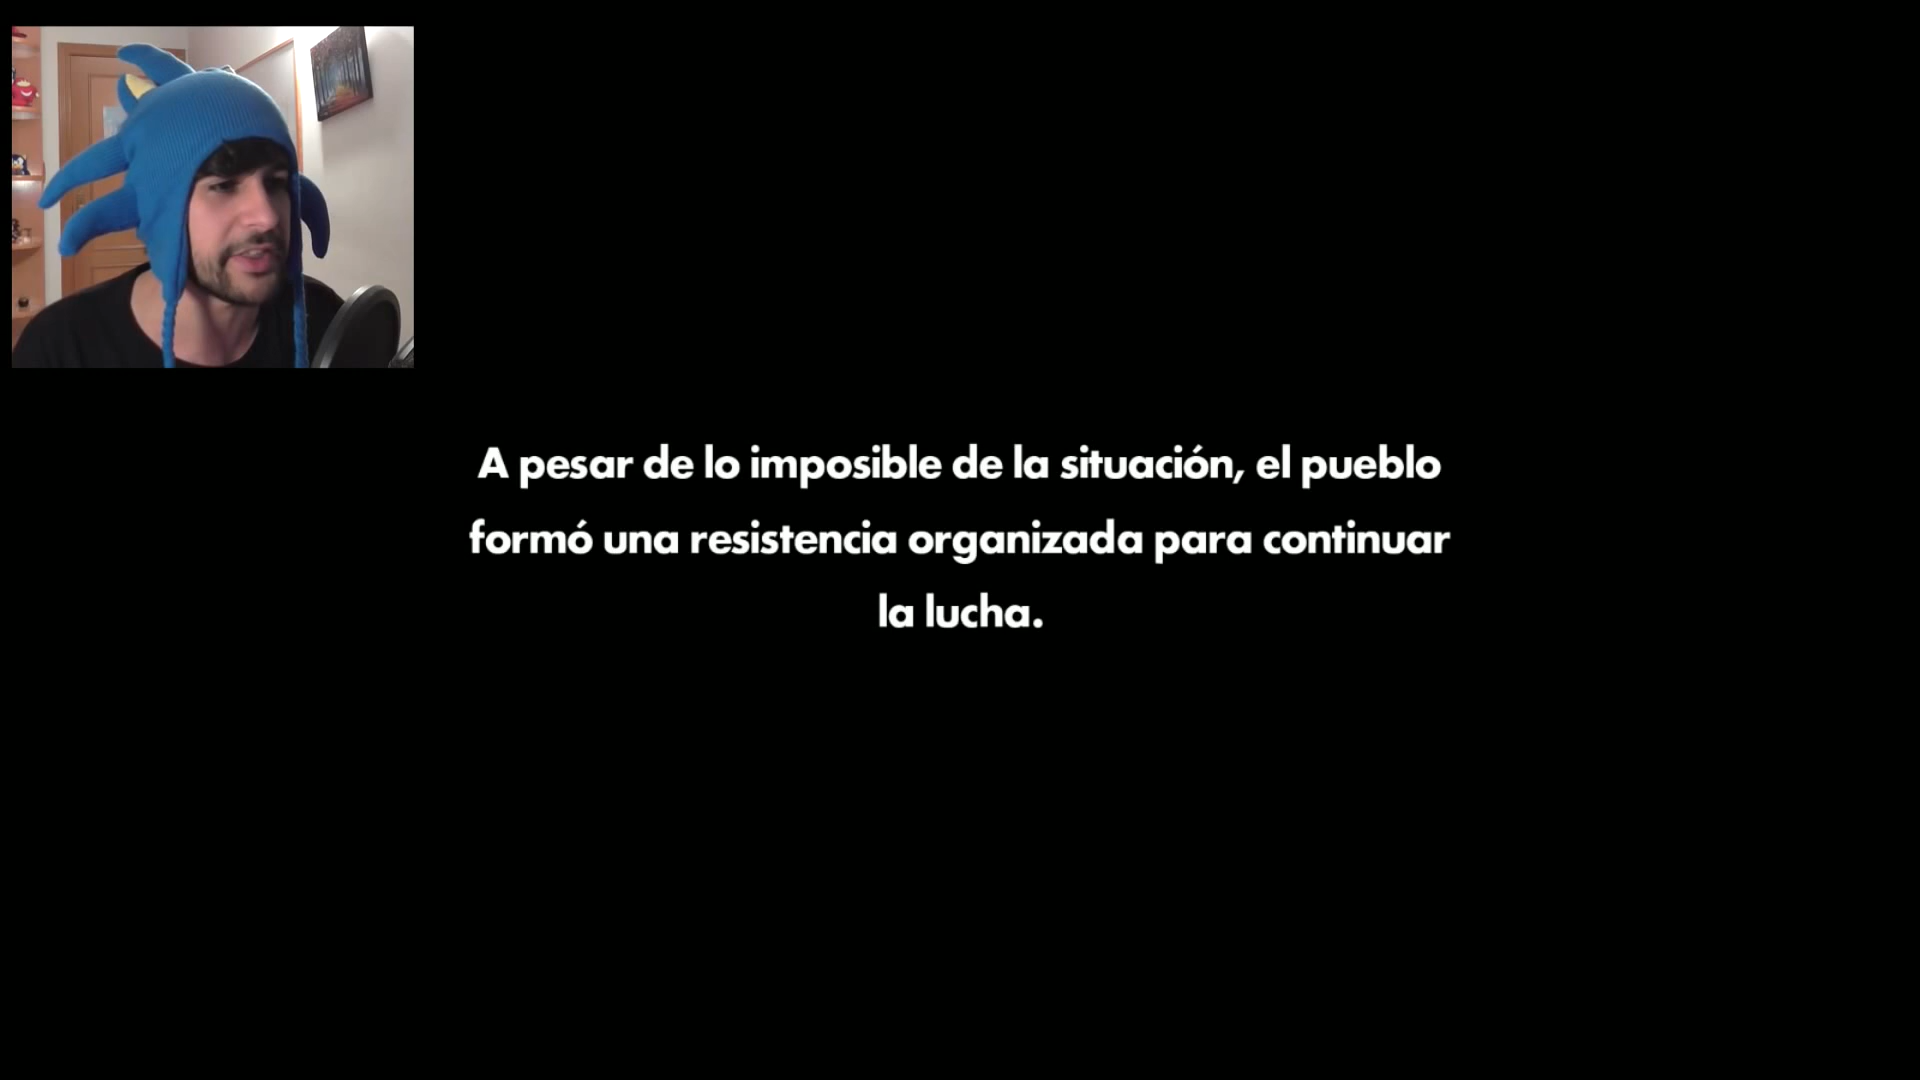 A pesar de lo imposible de la situación, el pueblo
formó una resistencia organizada para continuar
la lucha.